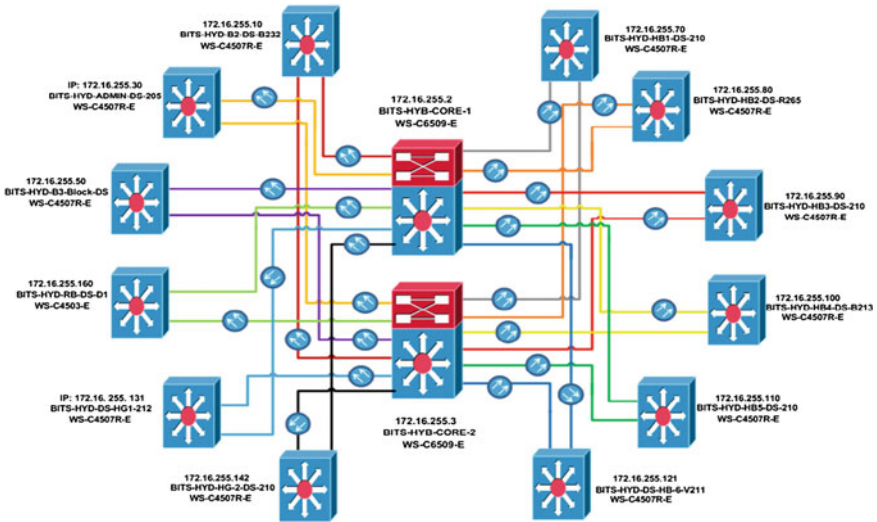 172.16.255.10
BITS-HYD-B2-DS-B232
WS-C4507R-E
172.16.255.70
BITS-HYD-HB1-DS-210
WS-C4507R-E
IP: 172.16.255.30
BITS-HYD-ADMIN-DS-205
WS-C4507R-E
172.16.255.2
BITS-HYB-CORE-1
WS-C6509-E
172.16.255.80
BITS-HYD-HB2-DS-R265
WS-C4507R-E
172.16.255.50
BITS-HYD-B3-Block-DS
WS-C4507R-E
172.16.255.90
BITS-HYD-HB3-DS-210
WS-C4507R-E
172.16.255.160
BITS-HYD-RB-DS-D1
WS-C4503-E
172.16.255.100
BITS-HYD-HB4-DS-B213
WS-C4507R-E
IP: 172.16. 255. 131
BITS-HYD-DS-HG1-212
WS-C4507R-E
172.16.255.3
BITS-HYB-CORE-2
WS-C6509-E
172.16.255.110
BITS-HYD-HB5-DS-210
WS-C4507R-E
172.16.255.142
BITS-HYD-HG-2-DS-210
WS-C4507R-E
172.16.255.121
BITS-HYD-DS-HB-6-V211
WS-C4507R-E